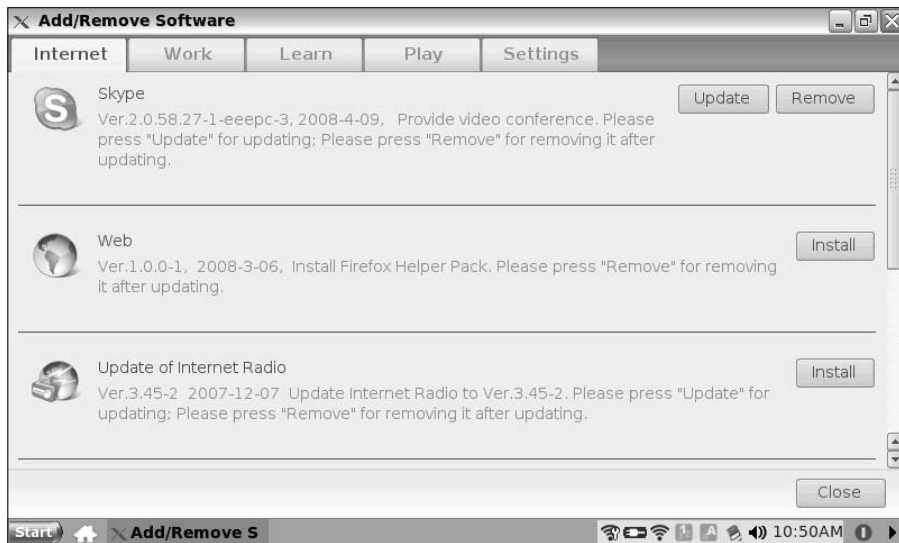 Add/Remove Software
Internet Work Learn Play Settings
Skype
Update Remove
Ver.2.0.58.27-1-eeepc-3, 2008-4-09, Provide video conference. Please
press "Update" for updating; Please press "Remove" for removing it after
updating.
Web
Install
Ver.1.0.0-1, 2008-3-06, Install Firefox Helper Pack. Please press "Remove" for removing
it after updating.
Update of Internet Radio
Install
Ver.3.45-2 2007-12-07 Update Internet Radio to Ver.3.45-2. Please press "Update" for
updating; Please press "Remove" for removing it after updating.
Close
Start Add/Remove S 1 A 10:50AM